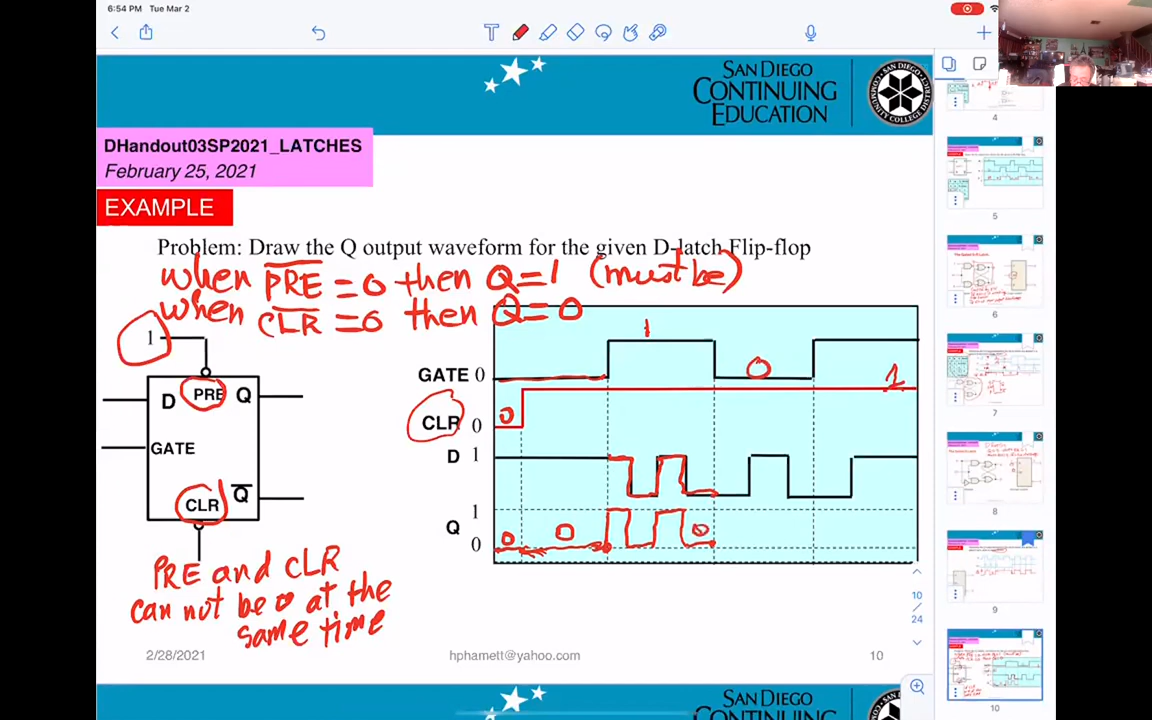 6:54 PM Tue Mar 2
T
SAN DIEGO
CONTINUING
EDUCATION
DHandout03SP2021_LATCHES
February 25, 2021
EXAMPLE
Problem: Draw the Q output waveform for the given D-latch Flip-flop
when PRE = 0 then Q=1 (must be)
when CLR =0 then Q=0
1
PRE
D
Q
GATE
CLR
Q
1
GATE 0
0
CLR 0
0
1
D 1
1
Q
0
0
0
0
PRE and CLR
can not be 0 at the
same time
2/28/2021
hphamett@yahoo.com
10
10
/
24
4
5
6
7
8
9
10
SAN DIEGO
CONTINUING